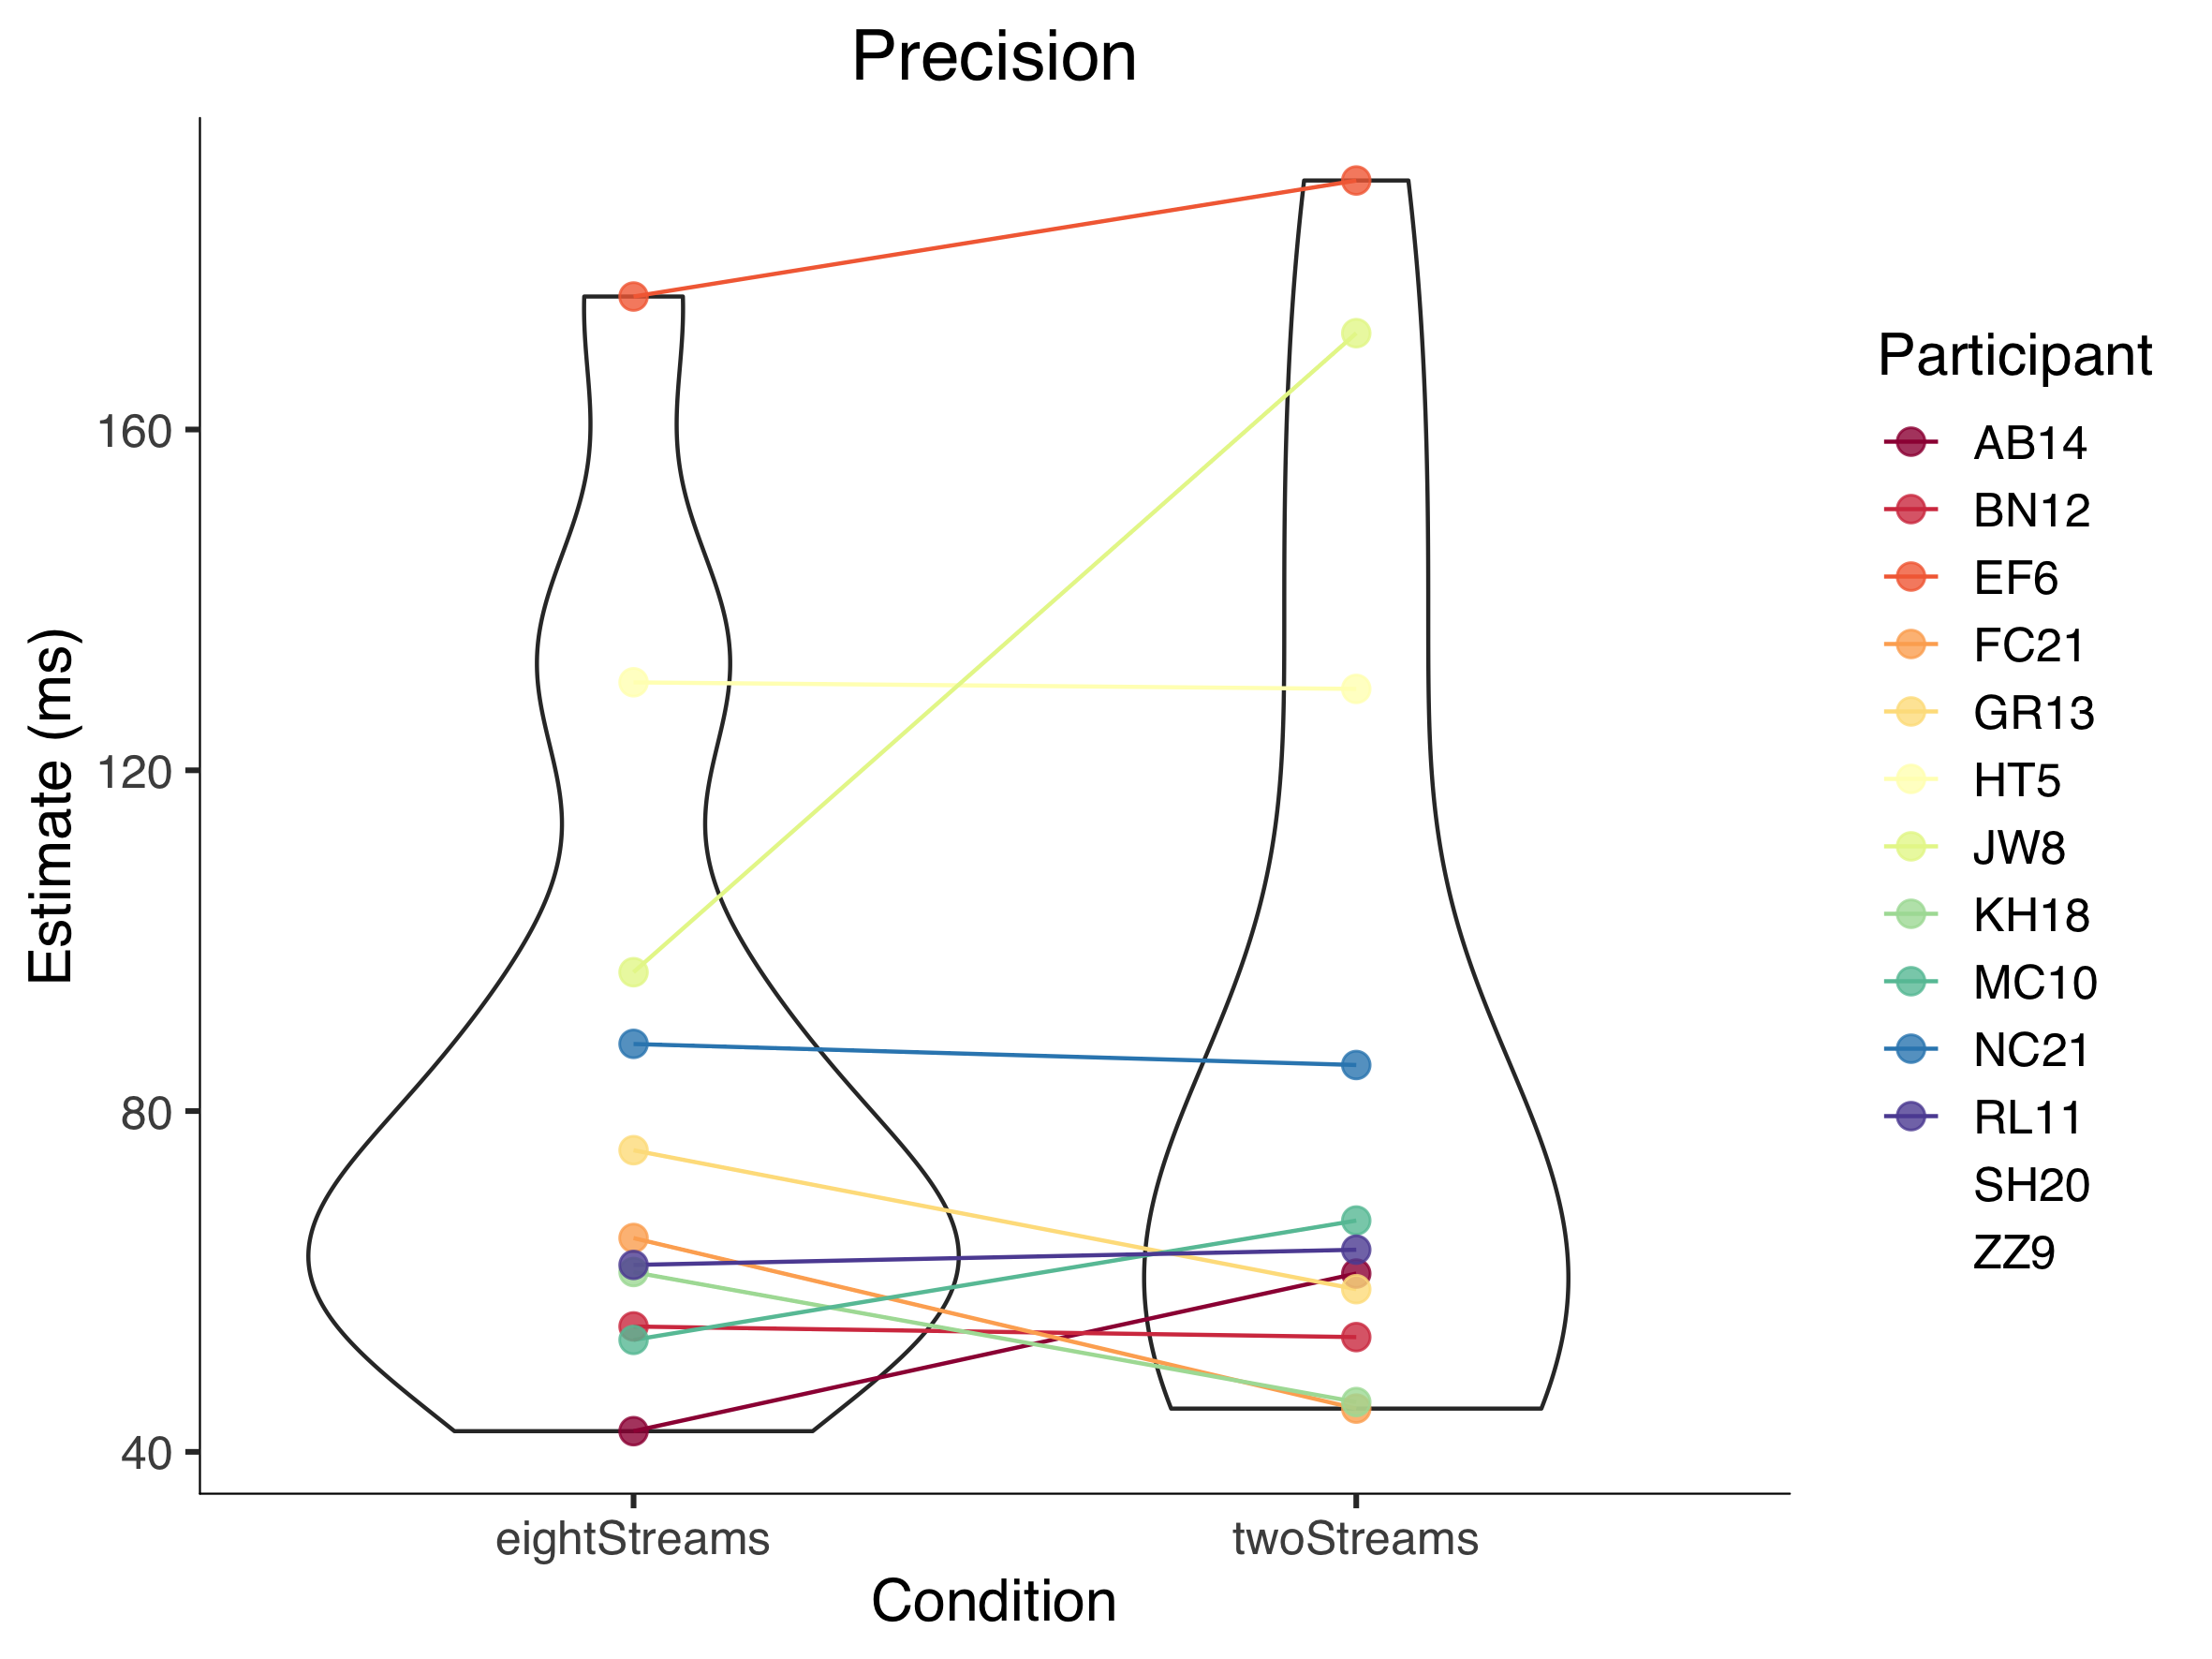 Precision
Estimate (ms)
160
120
80
40
eightStreams
twoStreams
Condition
Participant
AB14
BN12
EF6
FC21
GR13
HT5
JW8
KH18
MC10
NC21
RL11
SH20
ZZ9